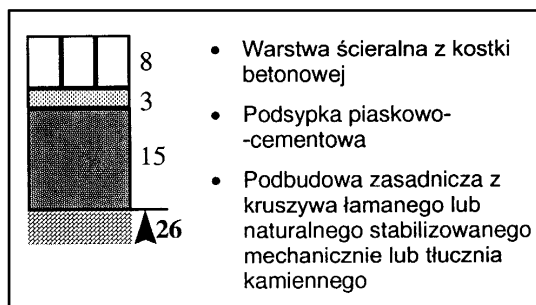 8
3
15
26
• Warstwa ścieralna z kostki
betonowej
• Podsypka piaskowo-
-cementowa
• Podbudowa zasadnicza z
kruszywa łamanego lub
naturalnego stabilizowanego
mechanicznie lub tłucznia
kamiennego